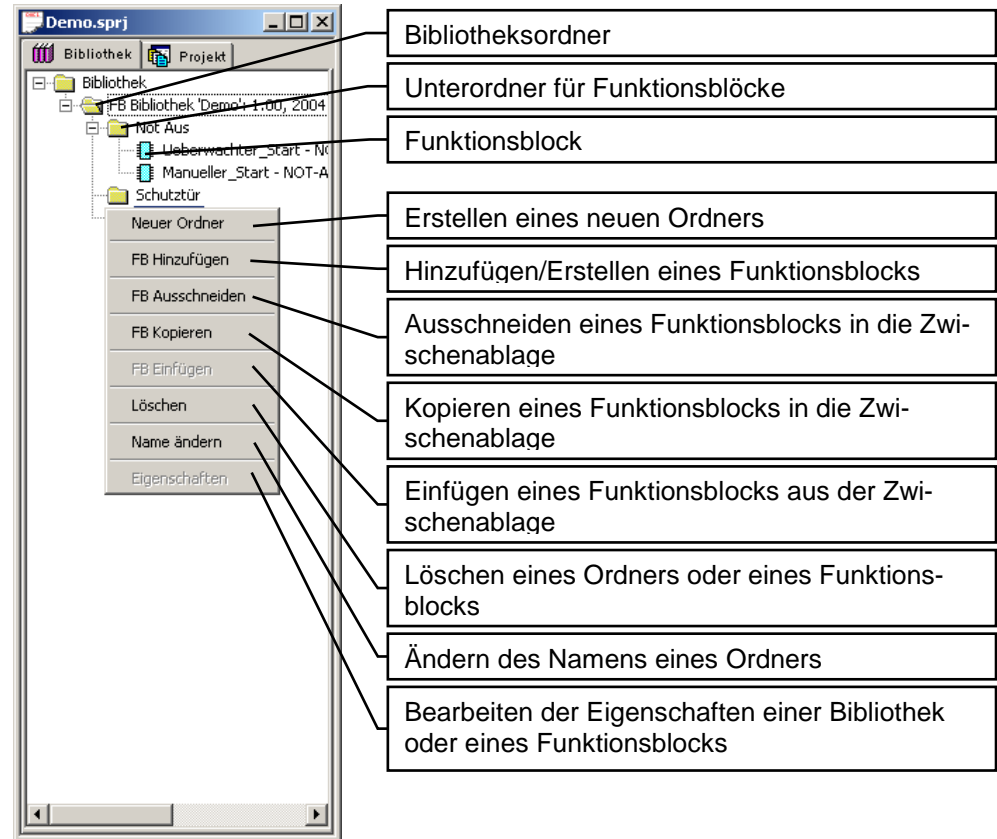 Demo.sprj
Bibliothek Projekt
Bibliothek
FB Bibliothek 'Demo': 1.00, 2004
Not Aus
Ueberwachter_Start - NO
Manueller_Start - NOT-A
Schutztür
Neuer Ordner
FB Hinzufügen
FB Ausschneiden
FB Kopieren
FB Einfügen
Löschen
Name ändern
Eigenschaften
Bibliotheksordner
Unterordner für Funktionsblöcke
Funktionsblock
Erstellen eines neuen Ordners
Hinzufügen/Erstellen eines Funktionsblocks
Ausschneiden eines Funktionsblocks in die Zwi-
schenablage
Kopieren eines Funktionsblocks in die Zwi-
schenablage
Einfügen eines Funktionsblocks aus der Zwi-
schenablage
Löschen eines Ordners oder eines Funktions-
blocks
Ändern des Namens eines Ordners
Bearbeiten der Eigenschaften einer Bibliothek
oder eines Funktionsblocks